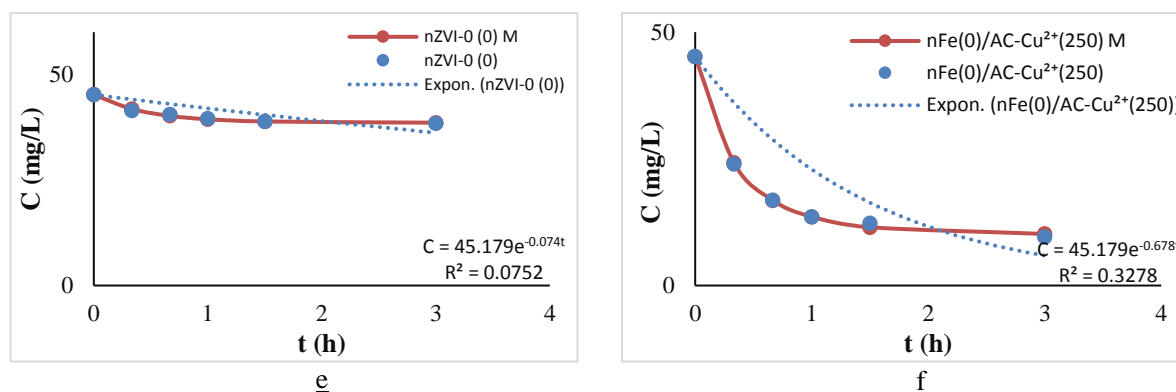 nZVI-0 (0) M
nZVI-0 (0)
Expon. (nZVI-0 (0))
50
0
C (mg/L)
C = 45.179e⁻⁰·⁰⁷⁴ᵗ
R² = 0.0752
0 1 2 3 4
t (h)
e
nFe(0)/AC-Cu²⁺(250) M
nFe(0)/AC-Cu²⁺(250)
Expon. (nFe(0)/AC-Cu²⁺(250))
50
0
C (mg/L)
C = 45.179e⁻⁰·⁶⁷⁸ᵗ
R² = 0.3278
0 1 2 3 4
t (h)
f